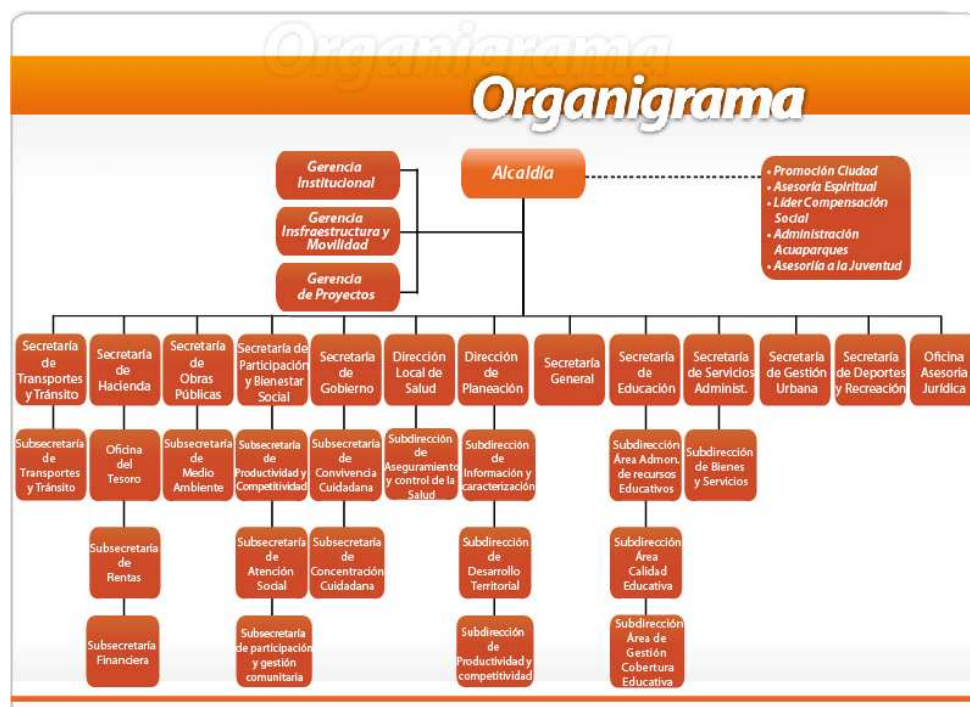 Organigrama
Organigrama
Gerencia
Institucional
Gerencia
Insfraestructura y
Movilidad
Gerencia
de Proyectos
Alcaldía
• Promoción Ciudad
• Asesoría Espiritual
• Líder Compensación
Social
• Administración
Acuaparques
• Asesoriía a la Juventud
Secretaría
de
Transportes
y Tránsito
Secretaría
de
Hacienda
Secretaría
de
Obras
Públicas
Secretaría de
Participación
y Bienestar
Social
Secretaría
de
Gobierno
Dirección
Local de
Salud
Dirección
de
Planeación
Secretaría
General
Secretaría
de
Educación
Secretaría
de Servicios
Administ.
Secretaría
de Gestión
Urbana
Secretaría
de Deportes
y Recreación
Oficina
Asesoria
Jurídica
Subsecretaría
de
Transportes
y Tránsito
Oficina
del
Tesoro
Subsecretaría
de
Medio
Ambiente
Subsecretaría
de
Productividad y
Competitividad
Subsecretaría
de
Convivencia
Cuidadana
Subdirección
de
Aseguramiento
y control de la
Salud
Subdirección
de
Información y
caracterización
Subdirección
Área Admon.
de recursos
Educativos
Subdirección
de Bienes
y Servicios
Subsecretaría
de
Rentas
Subsecretaría
de
Atención
Social
Subsecretaría
de
Concentración
Cuidadana
Subdirección
de
Desarrollo
Territorial
Subdirección
Área
Calidad
Educativa
Subsecretaría
Financiera
Subsecretaría
de participación
y gestión
comunitaria
Subdirección
de
Productividad y
competitividad
Subdirección
Área de
Gestión
Cobertura
Educativa